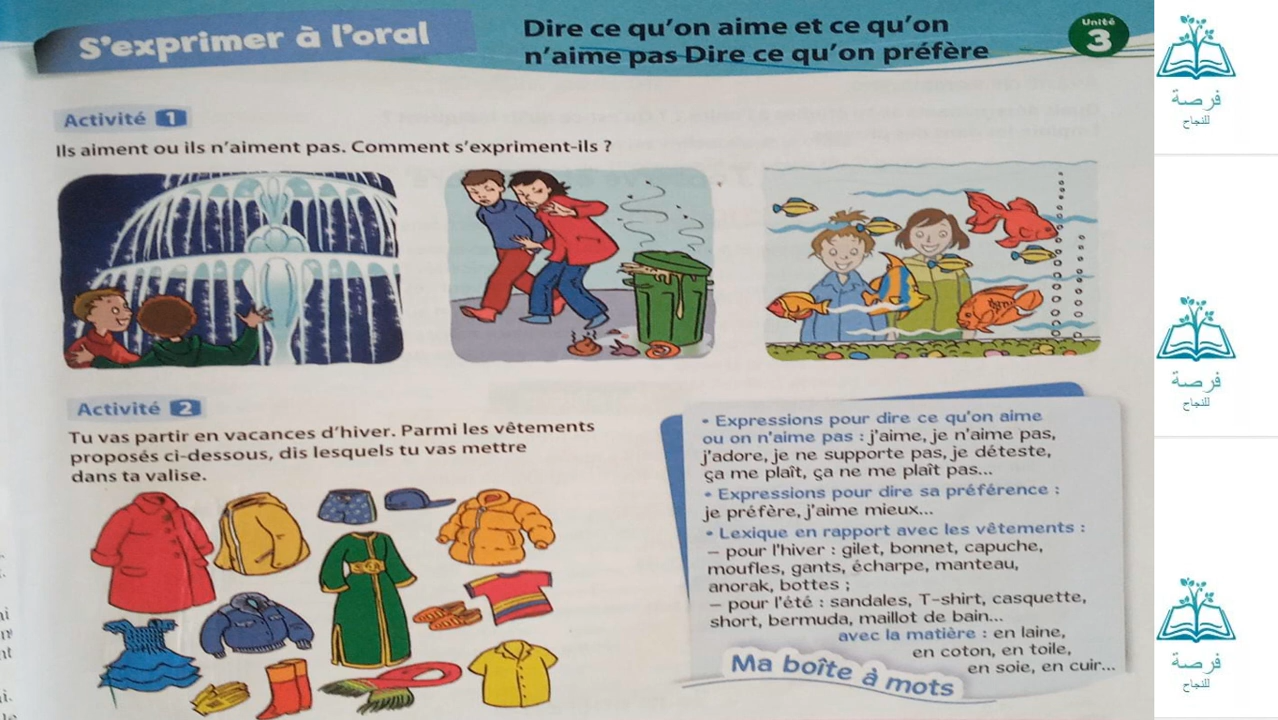 S'exprimer à l'oral
Dire ce qu'on aime et ce qu'on
n'aime pas Dire ce qu'on préfère
Unité
3
Activité 1
Ils aiment ou ils n'aiment pas. Comment s'expriment-ils ?
Activité 2
Tu vas partir en vacances d'hiver. Parmi les vêtements
proposés ci-dessous, dis lesquels tu vas mettre
dans ta valise.
• Expressions pour dire ce qu'on aime
ou on n'aime pas : j'aime, je n'aime pas,
j'adore, je ne supporte pas, je déteste,
ça me plaît, ça ne me plaît pas...
• Expressions pour dire sa préférence :
je préfère, j'aime mieux...
• Lexique en rapport avec les vêtements :
– pour l'hiver : gilet, bonnet, capuche,
moufles, gants, écharpe, manteau,
anorak, bottes ;
– pour l'été : sandales, T-shirt, casquette,
short, bermuda, maillot de bain...
avec la matière : en laine,
en coton, en toile,
en soie, en cuir...
Ma boîte à mots
فرصة
للنجاح
فرصة
للنجاح
فرصة
للنجاح